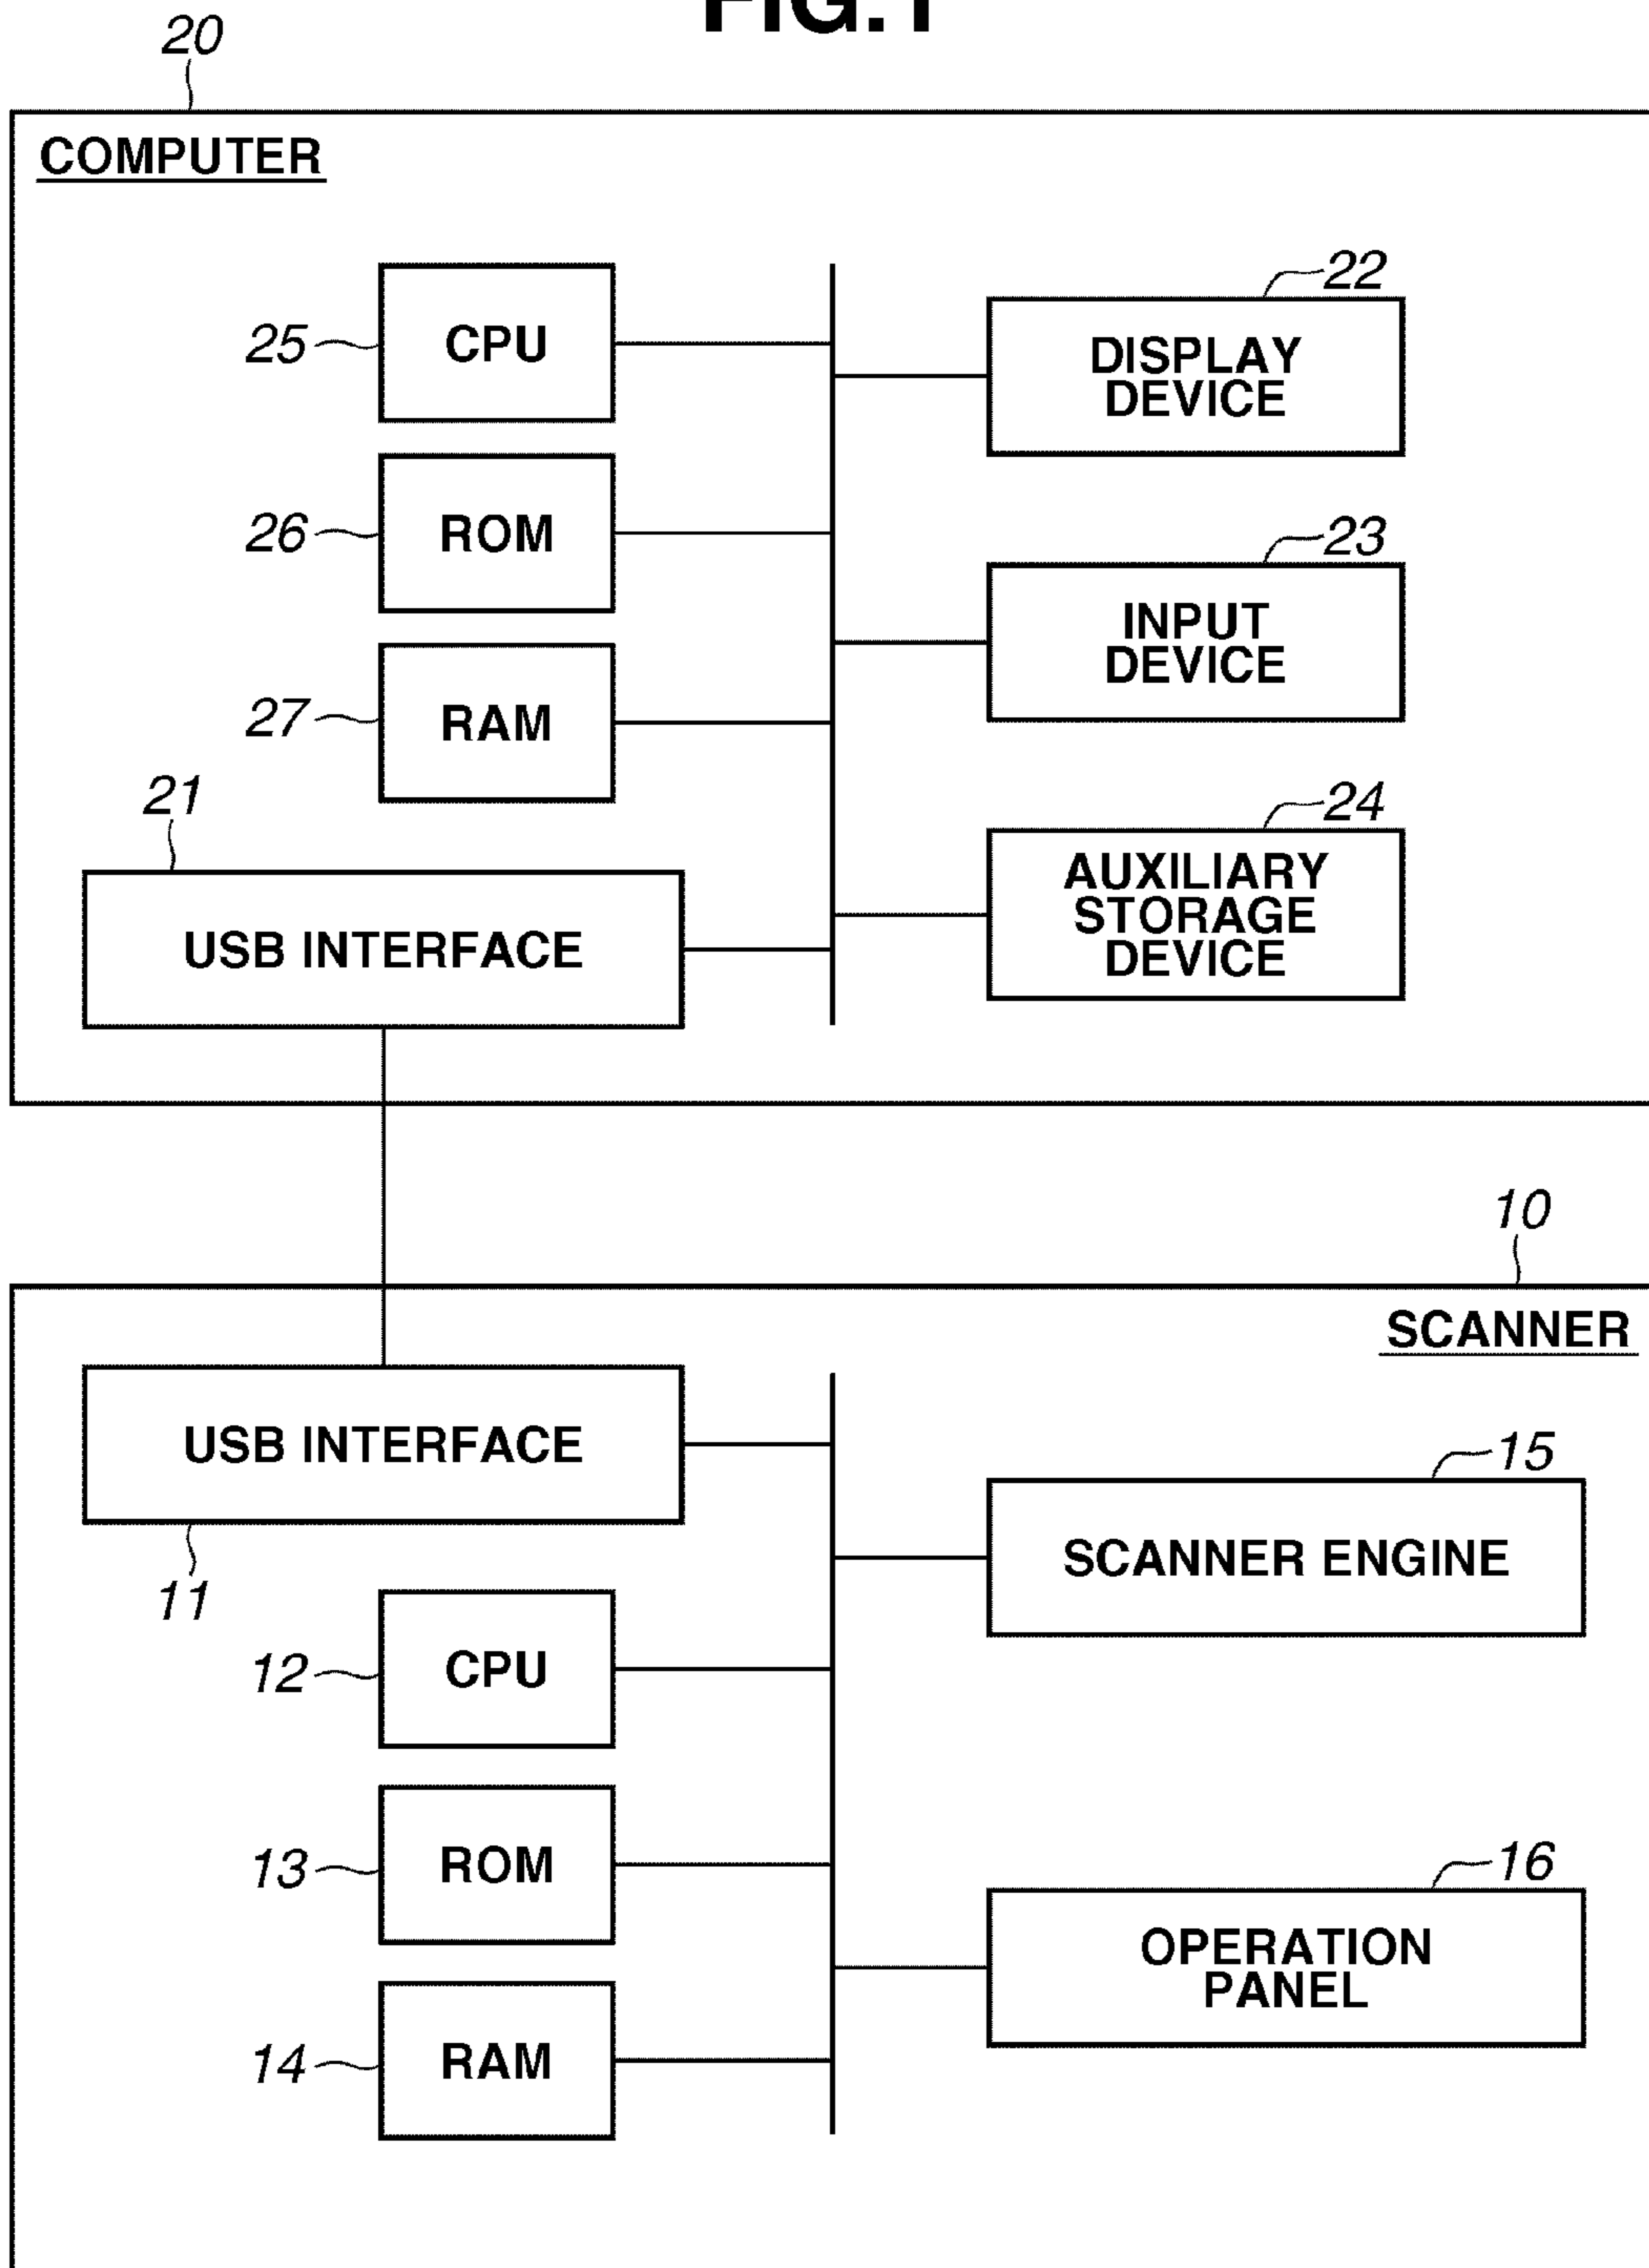 FIG.1
20
COMPUTER
22
25
CPU
DISPLAY
DEVICE
26
ROM
23
INPUT
DEVICE
27
RAM
21
24
AUXILIARY
STORAGE
DEVICE
USB INTERFACE
10
SCANNER
USB INTERFACE
15
SCANNER ENGINE
11
12
CPU
13
ROM
16
OPERATION
PANEL
14
RAM